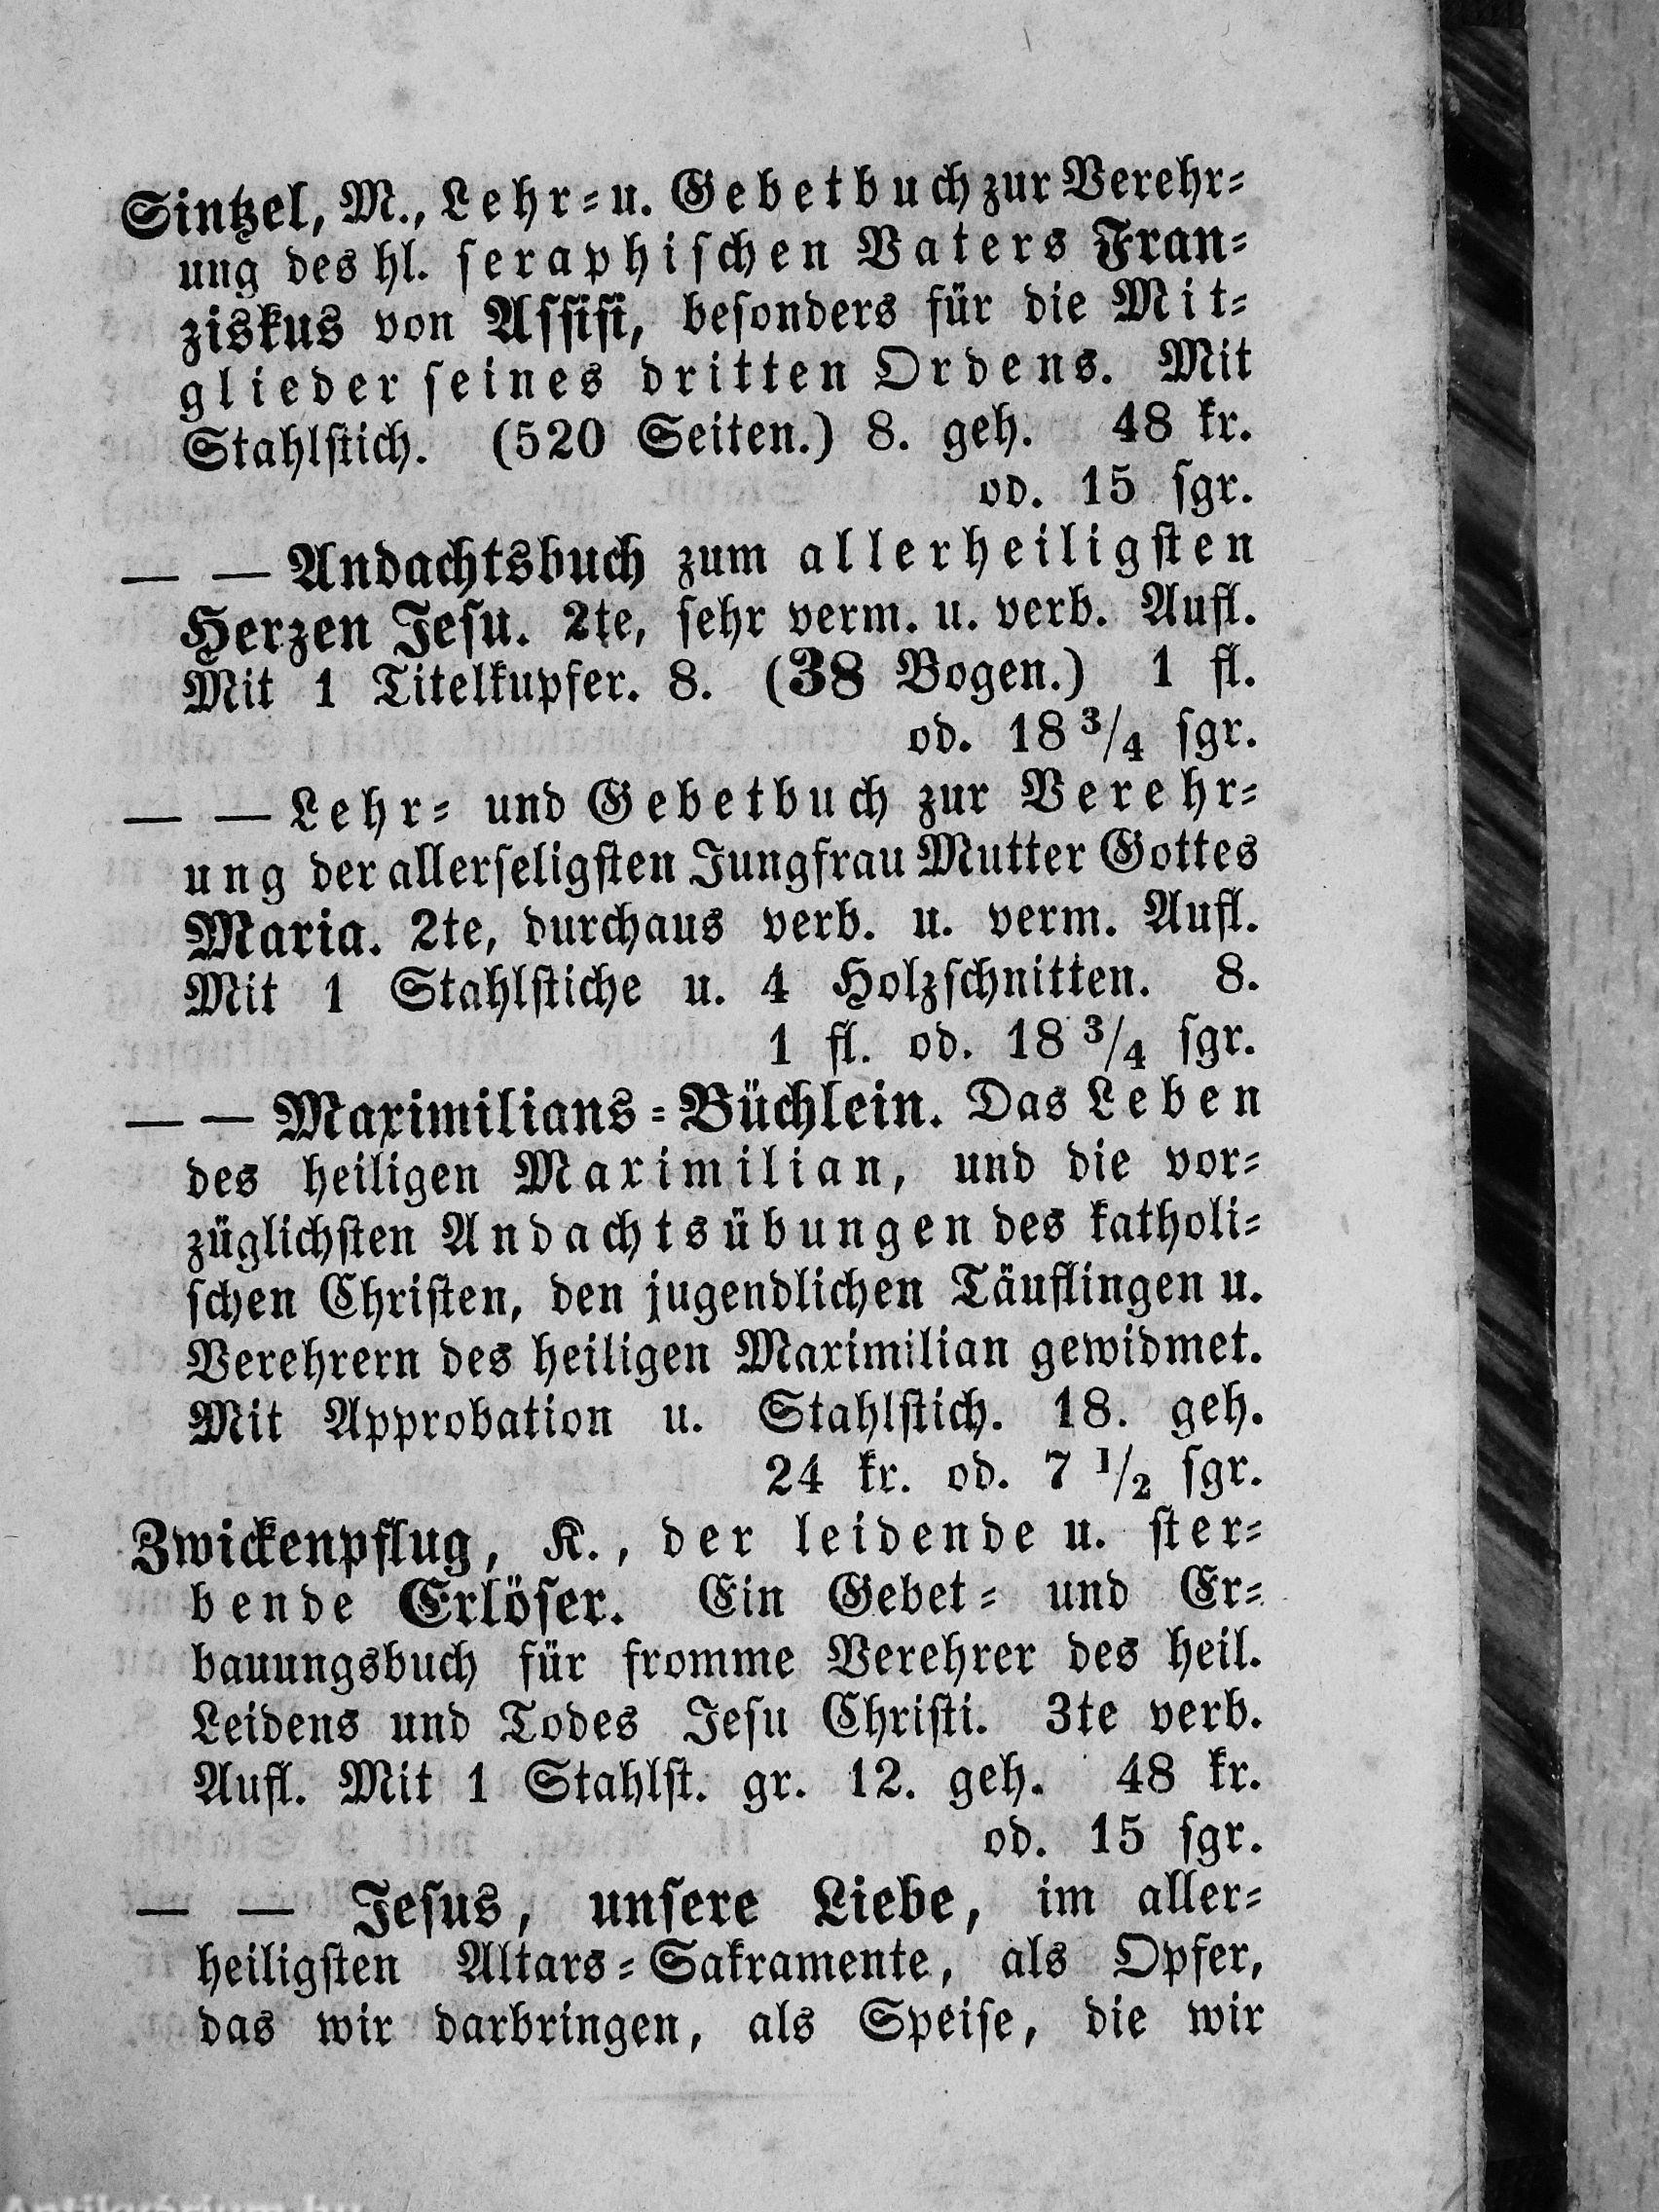 Sintzel, M., Lehr- u. Gebetbuch zur Verehr-
ung des hl. seraphischen Vaters Fran-
ziskus von Assisi, besonders für die Mit-
glieder seines dritten Ordens. Mit
Stahlstich. (520 Seiten.) 8. geh. 48 kr.
od. 15 sgr.
— — Andachtsbuch zum allerheiligsten
Herzen Jesu. 2te, sehr verm. u. verb. Aufl.
Mit 1 Titelkupfer. 8. (38 Bogen.) 1 fl.
od. 18 3/4 sgr.
— — Lehr- und Gebetbuch zur Verehr-
ung der allerseligsten Jungfrau Mutter Gottes
Maria. 2te, durchaus verb. u. verm. Aufl.
Mit 1 Stahlstiche u. 4 Holzschnitten. 8.
1 fl. od. 18 3/4 sgr.
— — Maximilians-Büchlein. Das Leben
des heiligen Maximilian, und die vor-
züglichsten Andachtsübungen des katholi-
schen Christen, den jugendlichen Täuflingen u.
Verehrern des heiligen Maximilian gewidmet.
Mit Approbation u. Stahlstich. 18. geh.
24 kr. od. 7 1/2 sgr.
Zwickenpflug, K., der leidende u. ster-
bende Erlöser. Ein Gebet- und Er-
bauungsbuch für fromme Verehrer des heil.
Leidens und Todes Jesu Christi. 3te verb.
Aufl. Mit 1 Stahlst. gr. 12. geh. 48 kr.
od. 15 sgr.
— — Jesus, unsere Liebe, im aller-
heiligsten Altars-Sakramente, als Opfer,
das wir darbringen, als Speise, die wir